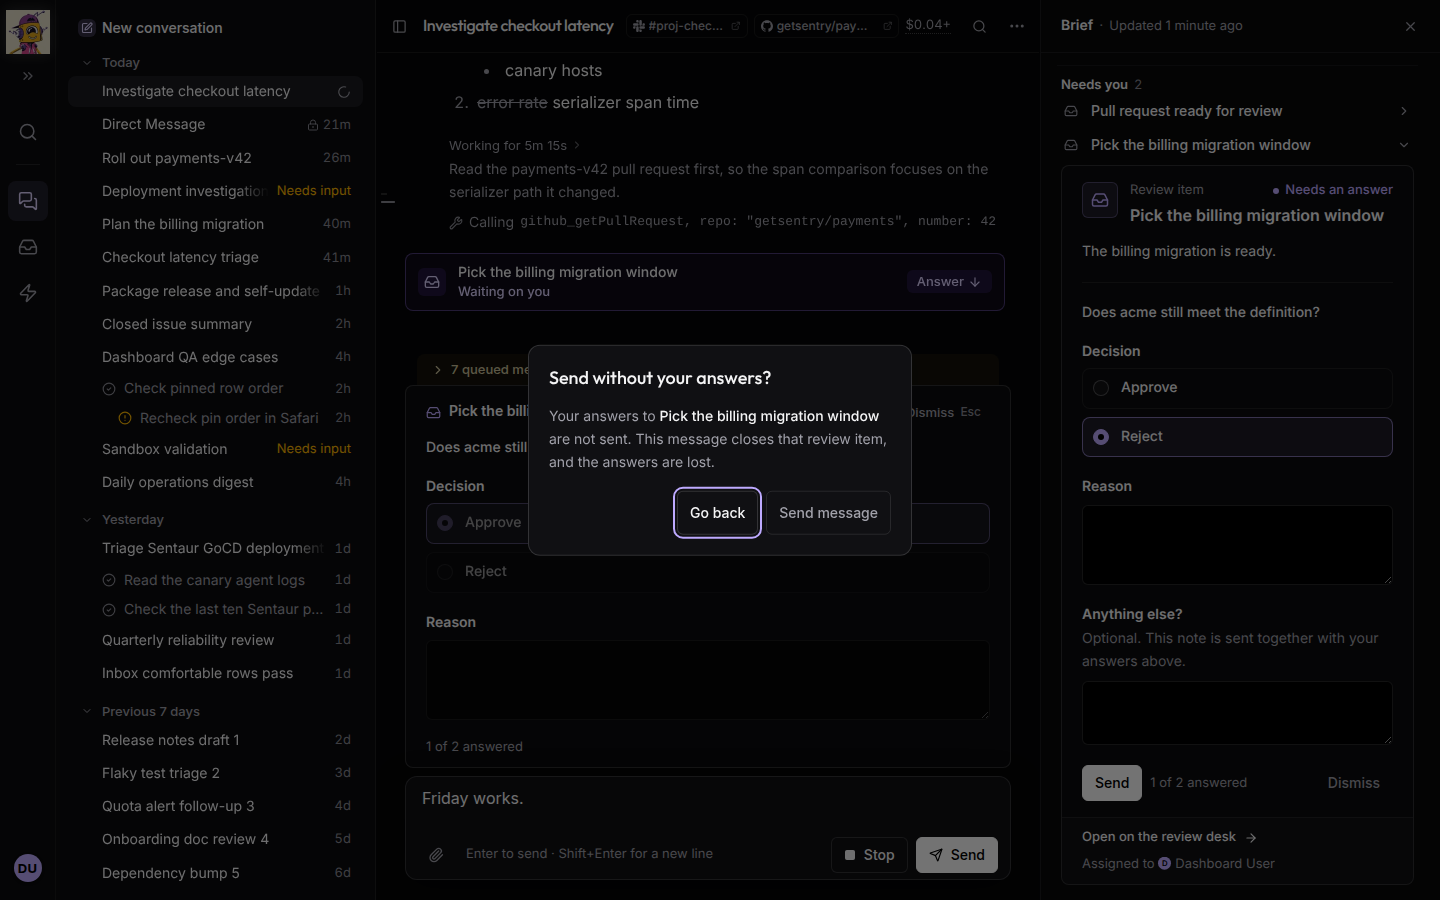 New conversation
Today
Investigate checkout latency
Direct Message 21m
Roll out payments-v42 26m
Deployment investigation Needs input
Plan the billing migration 40m
Checkout latency triage 41m
Package release and self-update 1h
Closed issue summary 2h
Dashboard QA edge cases 4h
Check pinned row order 2h
Recheck pin order in Safari 2h
Sandbox validation Needs input
Daily operations digest 4h
Yesterday
Triage Sentaur GoCD deployment 1d
Read the canary agent logs 1d
Check the last ten Sentaur p... 1d
Quarterly reliability review 1d
Inbox comfortable rows pass 1d
Previous 7 days
Release notes draft 1 2d
Flaky test triage 2 3d
Quota alert follow-up 3 4d
Onboarding doc review 4 5d
Dependency bump 5 6d
DU
Investigate checkout latency #proj-chec... getsentry/pay... $0.04+
• canary hosts
2. error rate serializer span time
Working for 5m 15s
Read the payments-v42 pull request first, so the span comparison focuses on the
serializer path it changed.
Calling github_getPullRequest, repo: "getsentry/payments", number: 42
Pick the billing migration window
Waiting on you
Answer ↓
7 queued me
Pick the billi
Dismiss Esc
Does acme still
Decision
Approve
Reject
Reason
1 of 2 answered
Send without your answers?
Your answers to Pick the billing migration window
are not sent. This message closes that review item,
and the answers are lost.
Go back
Send message
Friday works.
Enter to send · Shift+Enter for a new line
Stop
Send
Brief · Updated 1 minute ago
Needs you 2
Pull request ready for review
Pick the billing migration window
Review item • Needs an answer
Pick the billing migration window
The billing migration is ready.
Does acme still meet the definition?
Decision
Approve
Reject
Reason
Anything else?
Optional. This note is sent together with your
answers above.
Send 1 of 2 answered Dismiss
Open on the review desk →
Assigned to D Dashboard User